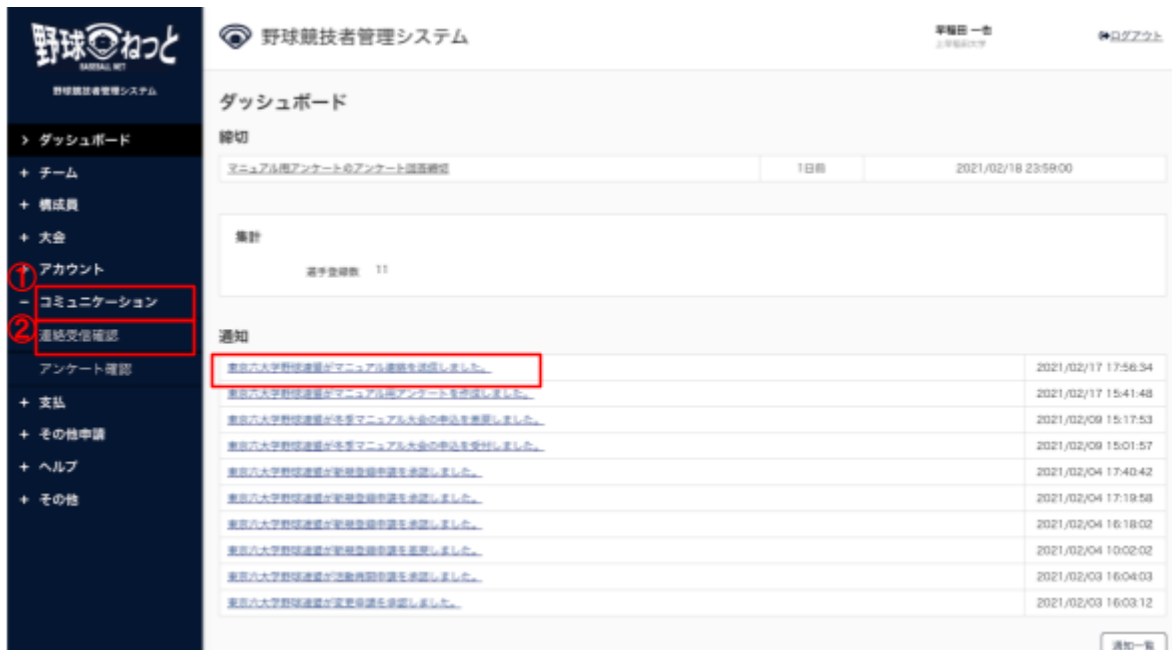 野球ねっと
BASEBALL NET
野球競技者管理システム
野球競技者管理システム
早稲田 一也
ログアウト
ダッシュボード
締切
マニュアル用アンケートのアンケート回答締切 1日前 2021/02/18 23:59:00
集計
選手登録数 11
通知
東京六大学野球連盟がマニュアル連絡を送信しました。 2021/02/17 17:56:34
東京六大学野球連盟がマニュアル用アンケートを作成しました。 2021/02/17 15:41:48
東京六大学野球連盟が冬季マニュアル大会の申込を差戻しました。 2021/02/09 15:17:53
東京六大学野球連盟が冬季マニュアル大会の申込を受付しました。 2021/02/09 15:01:57
東京六大学野球連盟が新規登録申請を承認しました。 2021/02/04 17:40:42
東京六大学野球連盟が新規登録申請を承認しました。 2021/02/04 17:19:58
東京六大学野球連盟が新規登録申請を承認しました。 2021/02/04 16:18:02
東京六大学野球連盟が新規登録申請を差戻しました。 2021/02/04 10:02:02
東京六大学野球連盟が活動再開申請を承認しました。 2021/02/03 16:04:03
東京六大学野球連盟が変更申請を承認しました。 2021/02/03 16:03:12
通知一覧
> ダッシュボード
+ チーム
+ 構成員
+ 大会
+ アカウント
①
− コミュニケーション
② 連絡受信確認
アンケート確認
+ 支払
+ その他申請
+ ヘルプ
+ その他